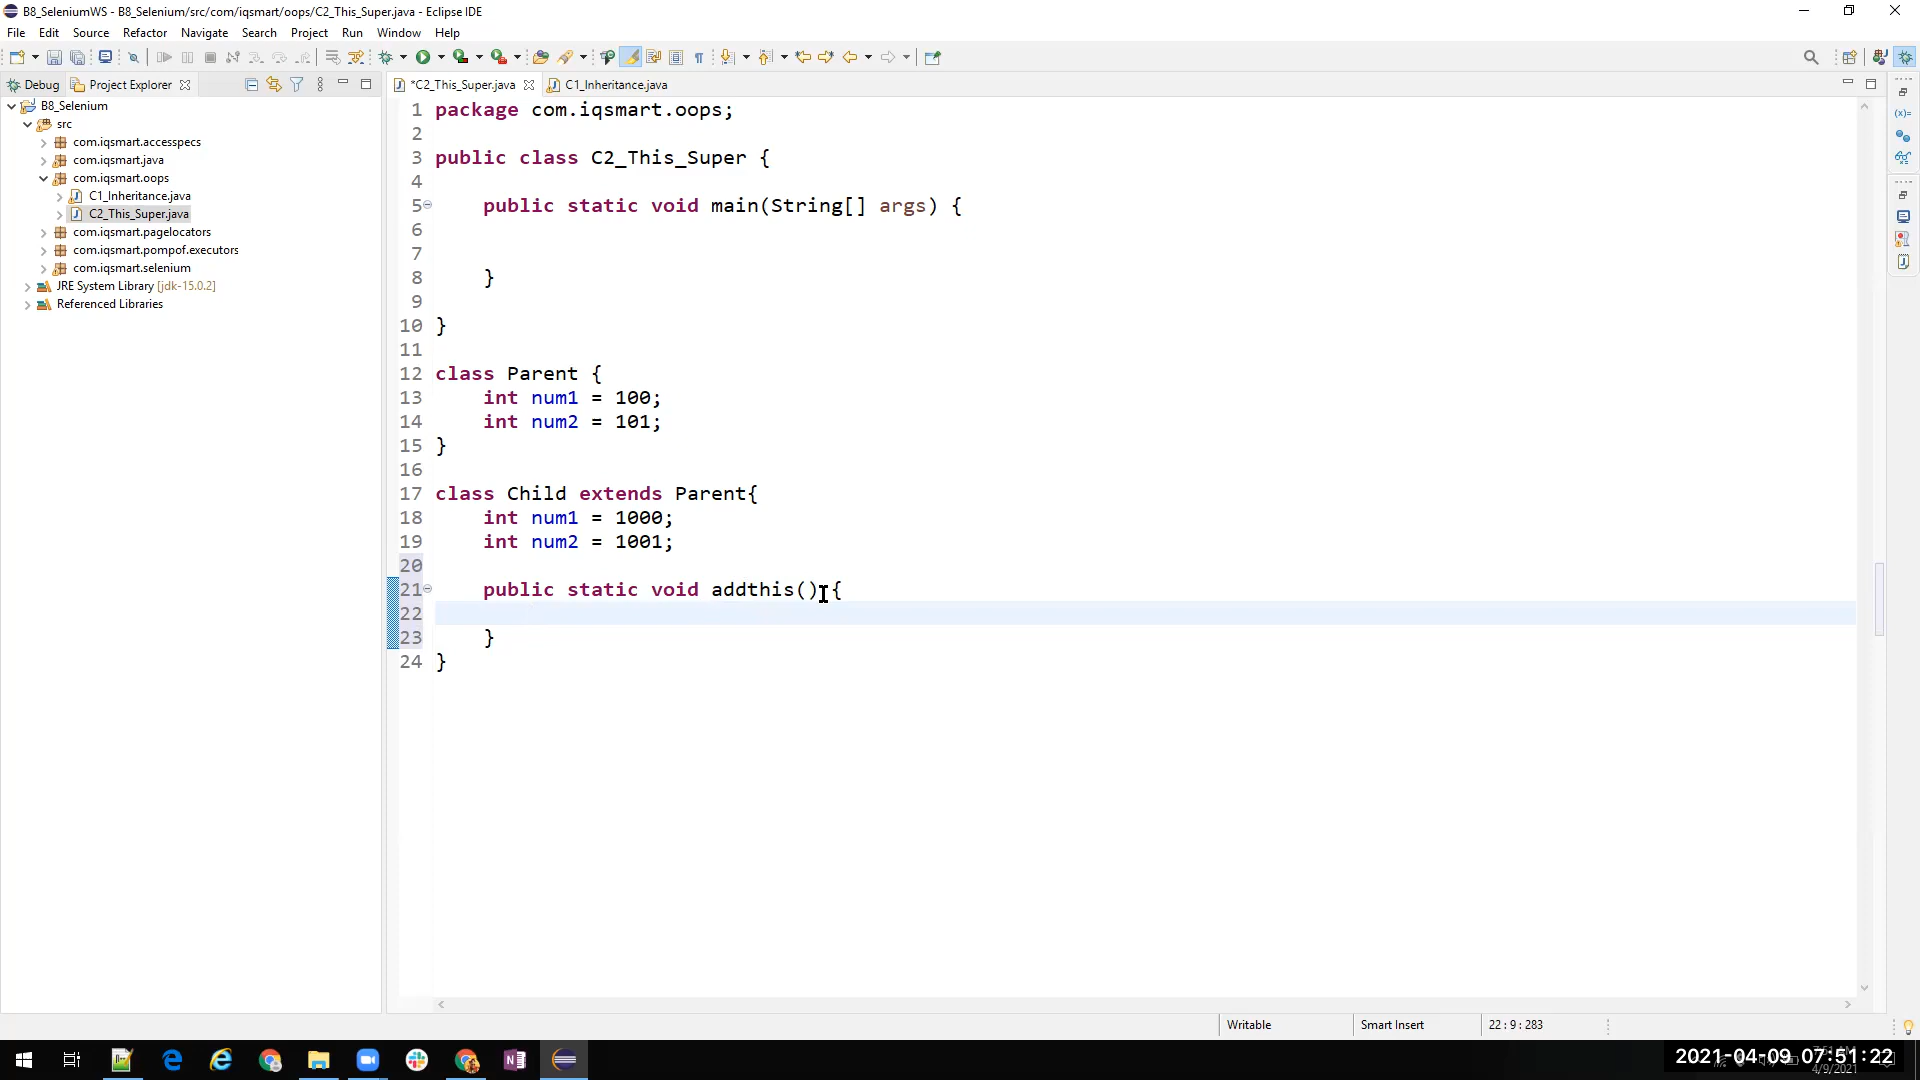 B8_SeleniumWS - B8_Selenium/src/com/iqsmart/oops/C2_This_Super.java - Eclipse IDE
File Edit Source Refactor Navigate Search Project Run Window Help
Debug Project Explorer
*C2_This_Super.java C1_Inheritance.java
B8_Selenium
src
com.iqsmart.accesspecs
com.iqsmart.java
com.iqsmart.oops
C1_Inheritance.java
C2_This_Super.java
com.iqsmart.pagelocators
com.iqsmart.pompof.executors
com.iqsmart.selenium
JRE System Library [jdk-15.0.2]
Referenced Libraries
1 package com.iqsmart.oops;
2
3 public class C2_This_Super {
4
5 public static void main(String[] args) {
6
7
8 }
9
10 }
11
12 class Parent {
13 int num1 = 100;
14 int num2 = 101;
15 }
16
17 class Child extends Parent{
18 int num1 = 1000;
19 int num2 = 1001;
20
21 public static void addthis() {
22
23 }
24 }
Writable Smart Insert 22 : 9 : 283
2021-04-09 07:51:22
4/9/2021